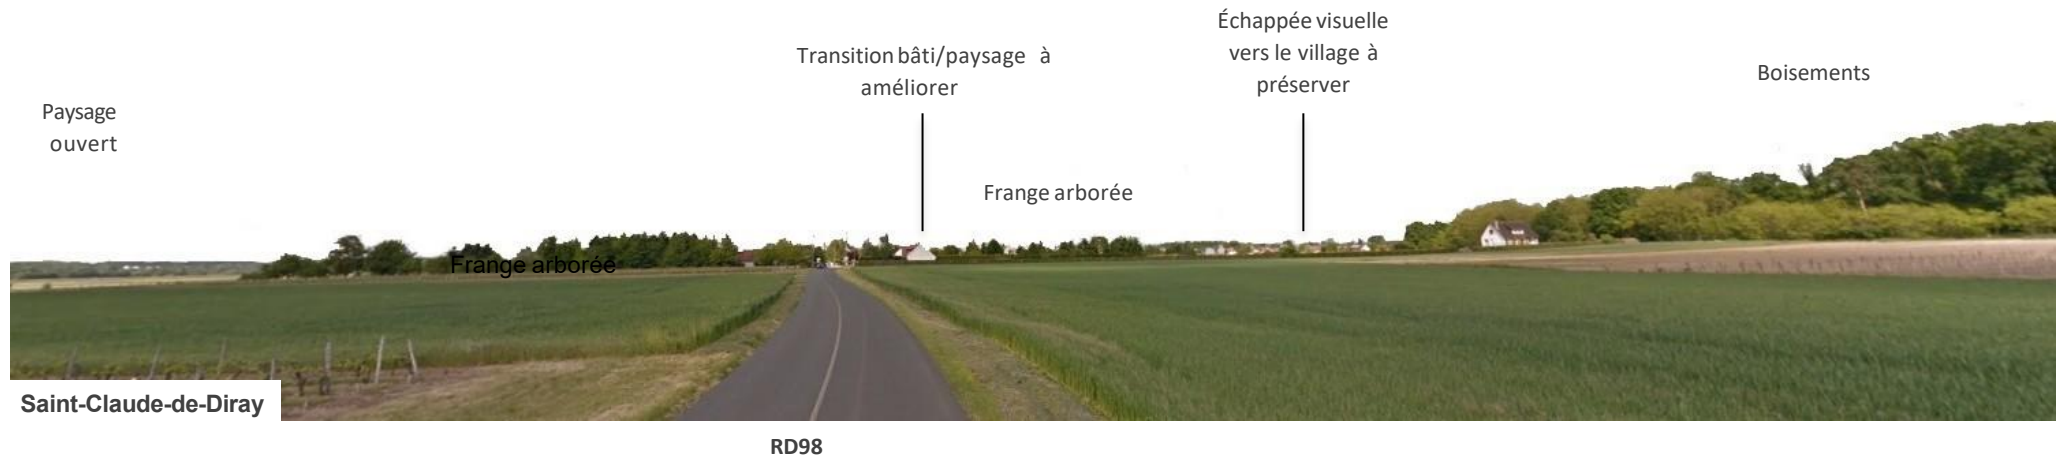 Échappée visuelle
vers le village à
préserver
Transition bâti/paysage à
améliorer
Boisements
Paysage
ouvert
Frange arborée
Frange arborée
Saint-Claude-de-Diray
RD98